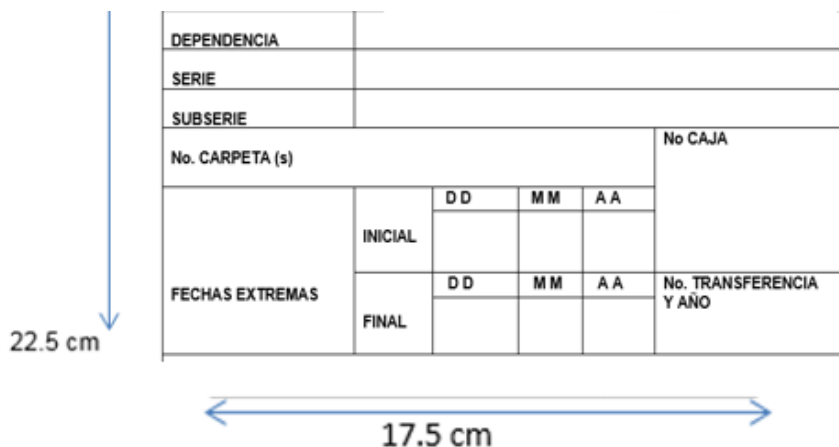 DEPENDENCIA
SERIE
SUBSERIE
No. CARPETA (s)
No CAJA
D D M M A A
INICIAL
FECHAS EXTREMAS
D D M M A A
No. TRANSFERENCIA
Y AÑO
FINAL
22.5 cm
17.5 cm